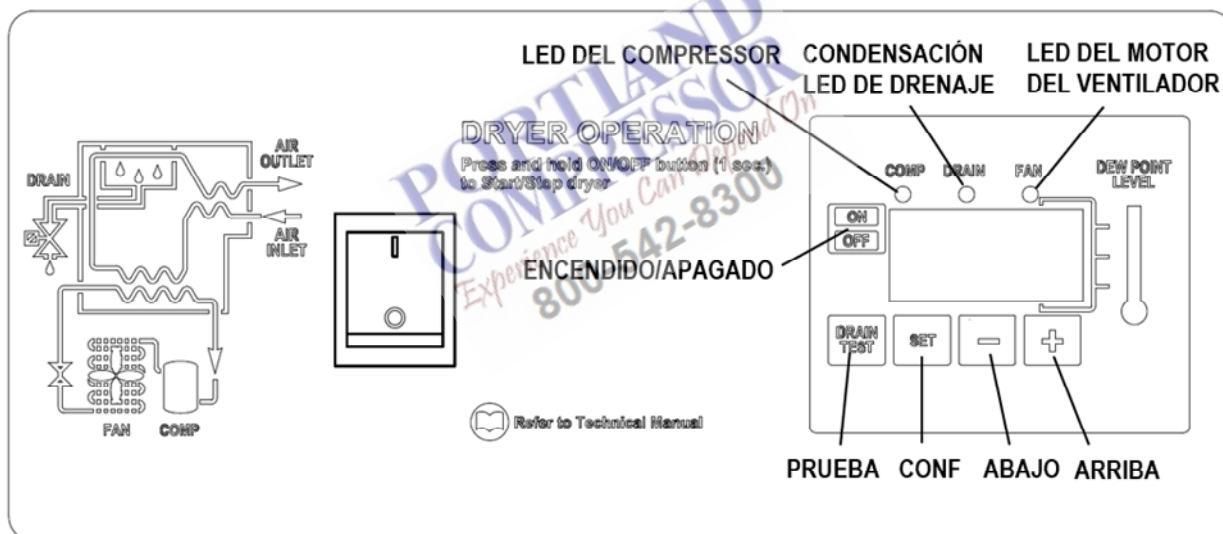 LED DEL COMPRESSOR
CONDENSACIÓN
LED DE DRENAJE
LED DEL MOTOR
DEL VENTILADOR
PORTLAND
COMPRESSOR
Experience You Can Depend On
800-542-8300
DRYER OPERATION
Press and hold ON/OFF button (1 sec.)
to Start/Stop dryer
AIR
OUTLET
DRAIN
AIR
INLET
FAN
COMP
ENCENDIDO/APAGADO
Refer to Technical Manual
COMP DRAIN FAN
DEW POINT
LEVEL
ON
OFF
DRAIN
TEST
SET
PRUEBA CONF ABAJO ARRIBA